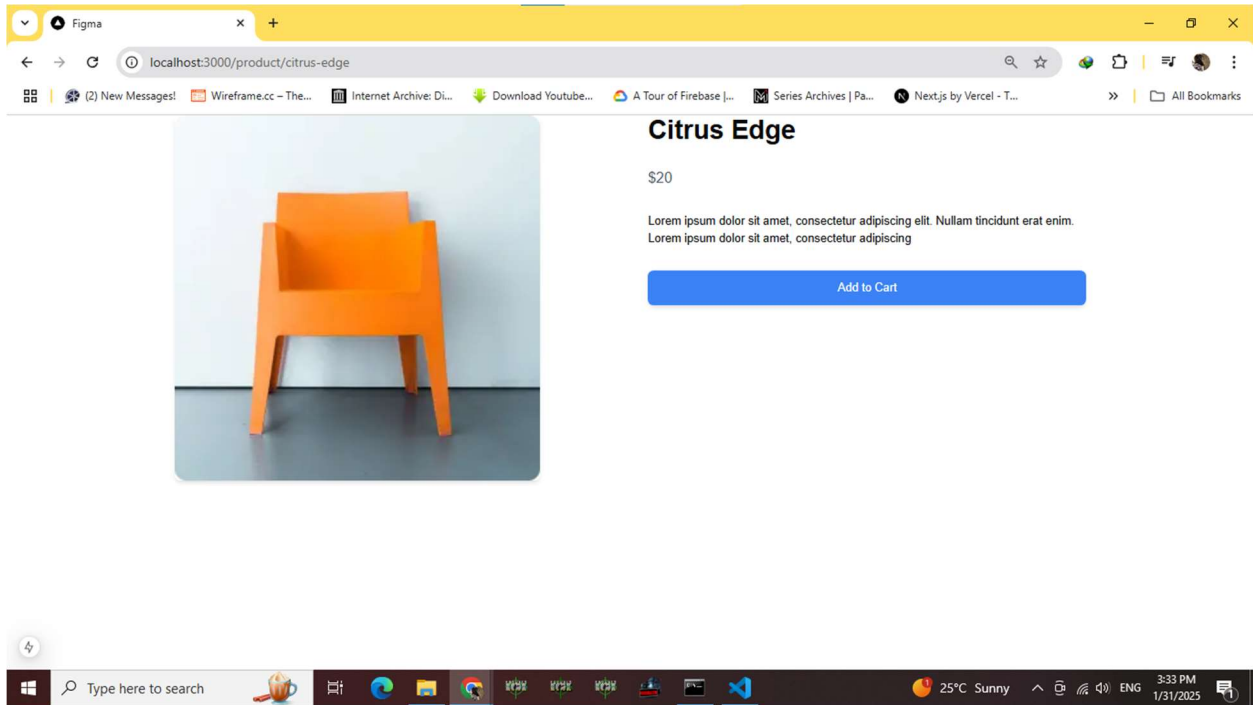 Figma
localhost:3000/product/citrus-edge
(2) New Messages!
Wireframe.cc – The...
Internet Archive: Di...
Download Youtube...
A Tour of Firebase |...
Series Archives | Pa...
Next.js by Vercel - T...
All Bookmarks
Citrus Edge
$20
Lorem ipsum dolor sit amet, consectetur adipiscing elit. Nullam tincidunt erat enim.
Lorem ipsum dolor sit amet, consectetur adipiscing
Add to Cart
Type here to search
25°C Sunny
ENG
3:33 PM
1/31/2025
1